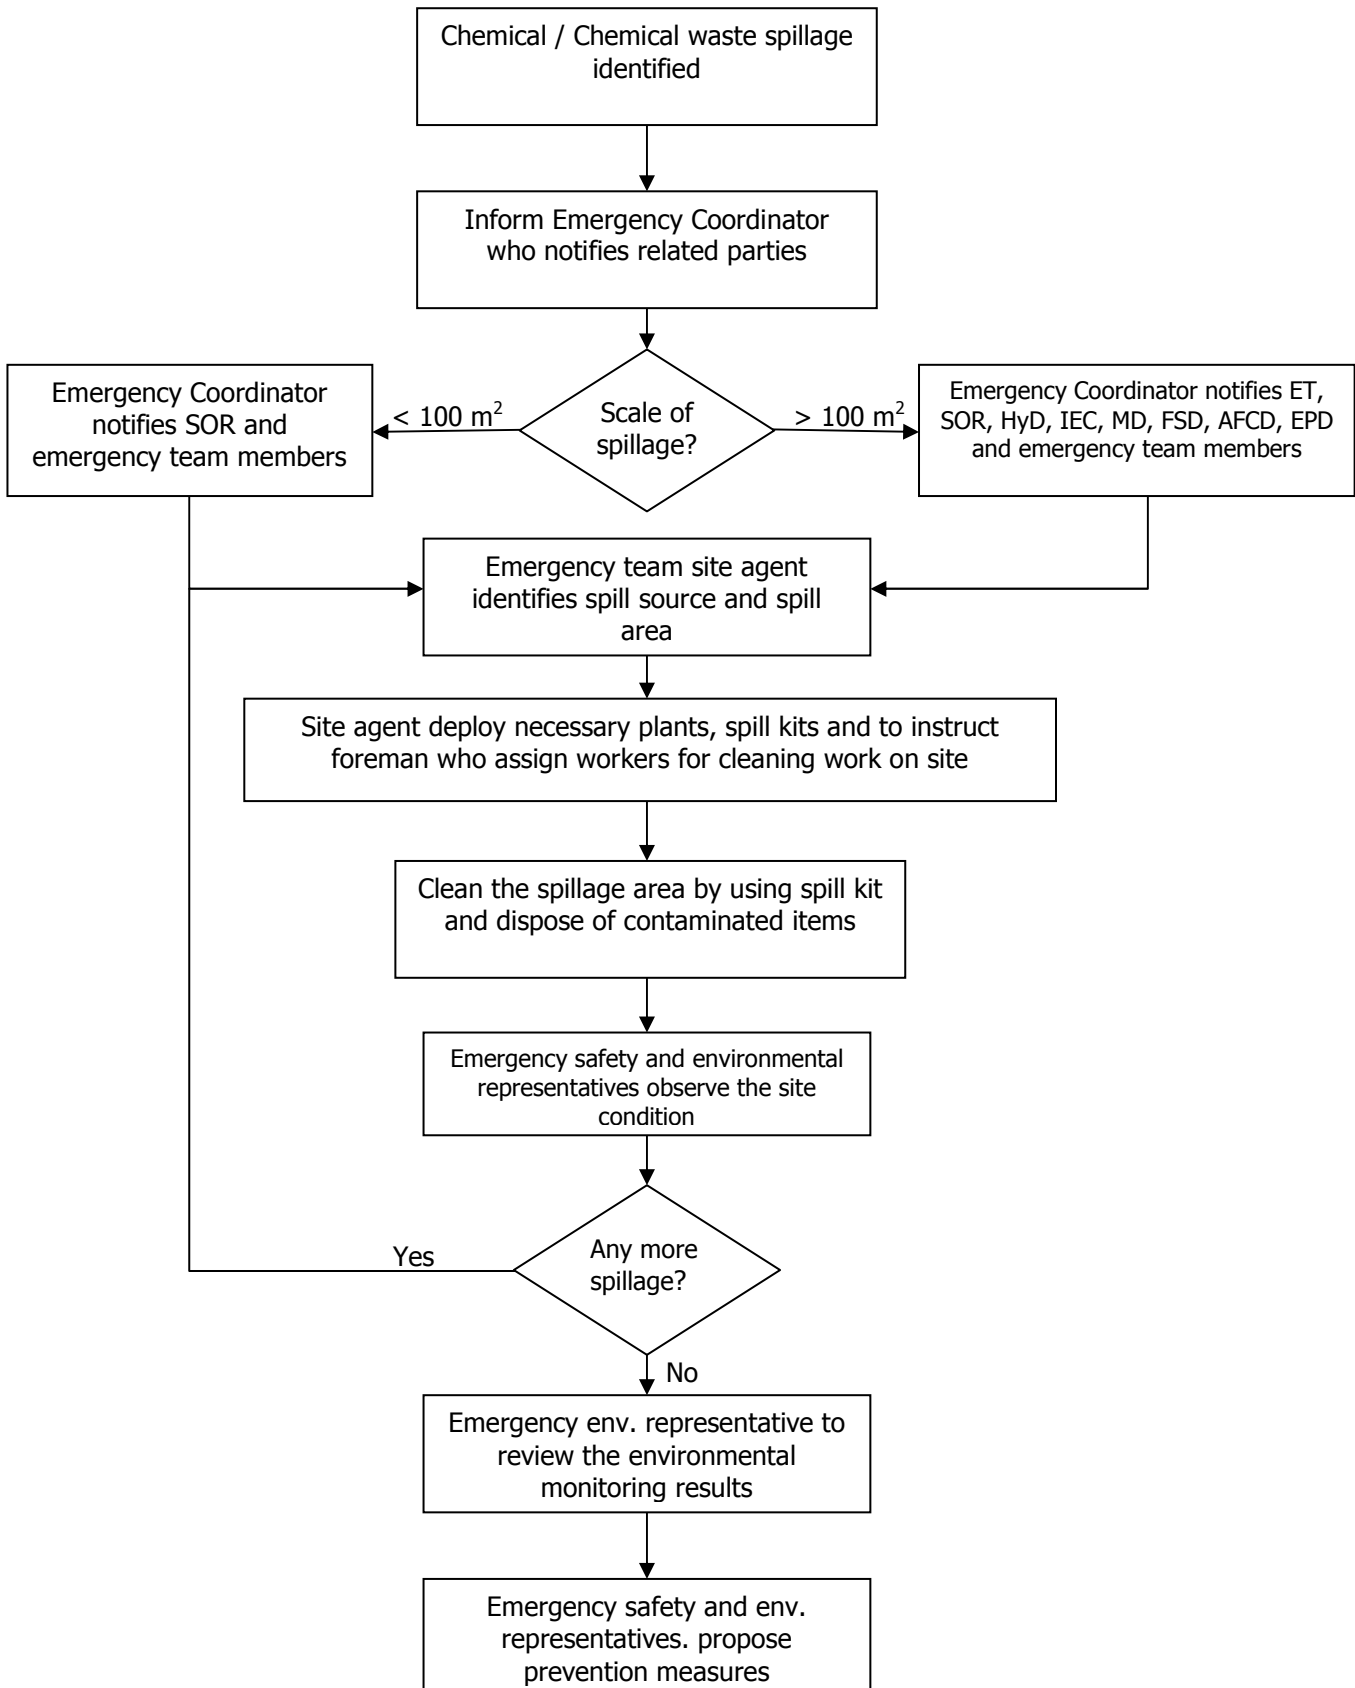 Chemical / Chemical waste spillage
identified
Inform Emergency Coordinator
who notifies related parties
Emergency Coordinator
notifies SOR and
emergency team members
< 100 m²
Scale of
spillage?
> 100 m²
Emergency Coordinator notifies ET,
SOR, HyD, IEC, MD, FSD, AFCD, EPD
and emergency team members
Emergency team site agent
identifies spill source and spill
area
Site agent deploy necessary plants, spill kits and to instruct
foreman who assign workers for cleaning work on site
Clean the spillage area by using spill kit
and dispose of contaminated items
Emergency safety and environmental
representatives observe the site
condition
Any more
spillage?
Yes
No
Emergency env. representative to
review the environmental
monitoring results
Emergency safety and env.
representatives. propose
prevention measures